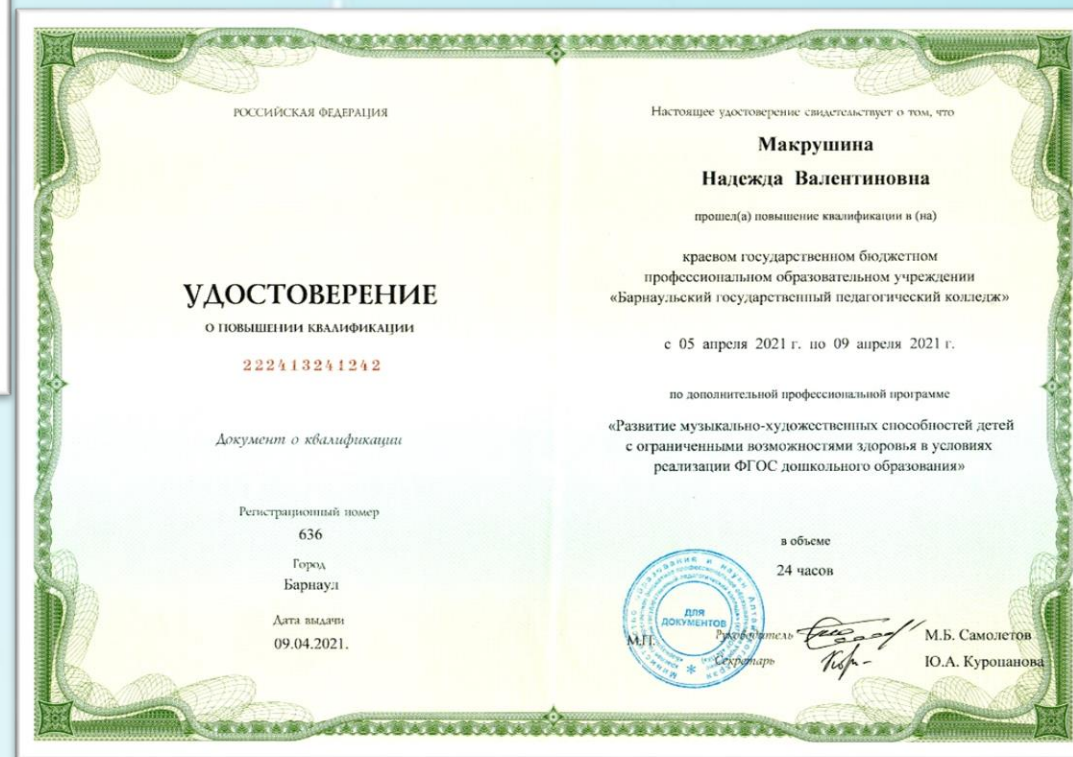 РОССИЙСКАЯ ФЕДЕРАЦИЯ
УДОСТОВЕРЕНИЕ
О ПОВЫШЕНИИ КВАЛИФИКАЦИИ
222413241242
Документ о квалификации
Регистрационный номер
636
Город
Барнаул
Дата выдачи
09.04.2021.
Настоящее удостоверение свидетельствует о том, что
Макрушина
Надежда Валентиновна
прошел(а) повышение квалификации в (на)
краевом государственном бюджетном
профессиональном образовательном учреждении
«Барнаульский государственный педагогический колледж»
с 05 апреля 2021 г. по 09 апреля 2021 г.
по дополнительной профессиональной программе
«Развитие музыкально-художественных способностей детей
с ограниченными возможностями здоровья в условиях
реализации ФГОС дошкольного образования»
в объеме
24 часов
ДЛЯ
ДОКУМЕНТОВ
М.П.
Руководитель М.Б. Самолетов
Секретарь Ю.А. Куропанова